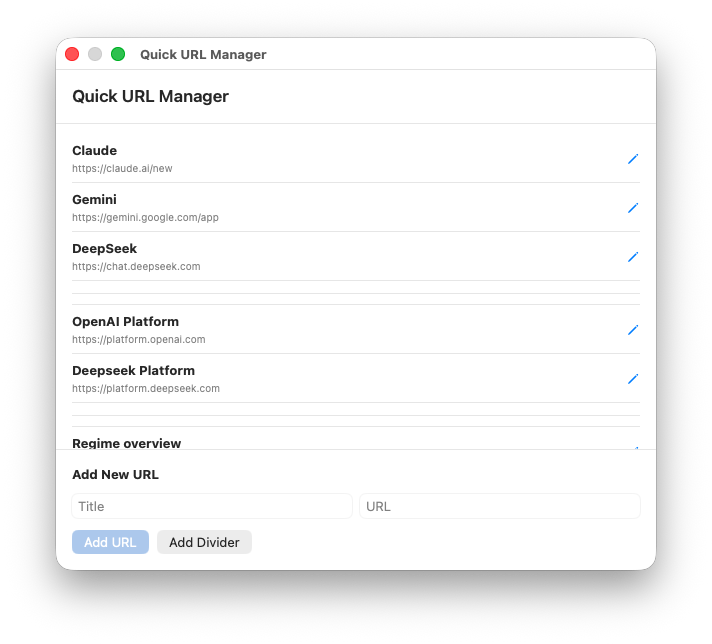 Quick URL Manager
Quick URL Manager
Claude
https://claude.ai/new
Gemini
https://gemini.google.com/app
DeepSeek
https://chat.deepseek.com
OpenAI Platform
https://platform.openai.com
Deepseek Platform
https://platform.deepseek.com
Regime overview
Add New URL
Title URL
Add URL Add Divider